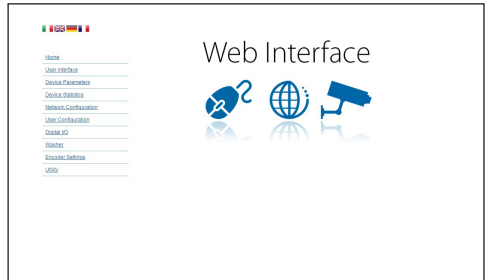 Web Interface
Home
User Interface
Device Parameters
Device Statistics
Network Configuration
User Configuration
Digital I/O
Washer
Encoder Settings
Utility